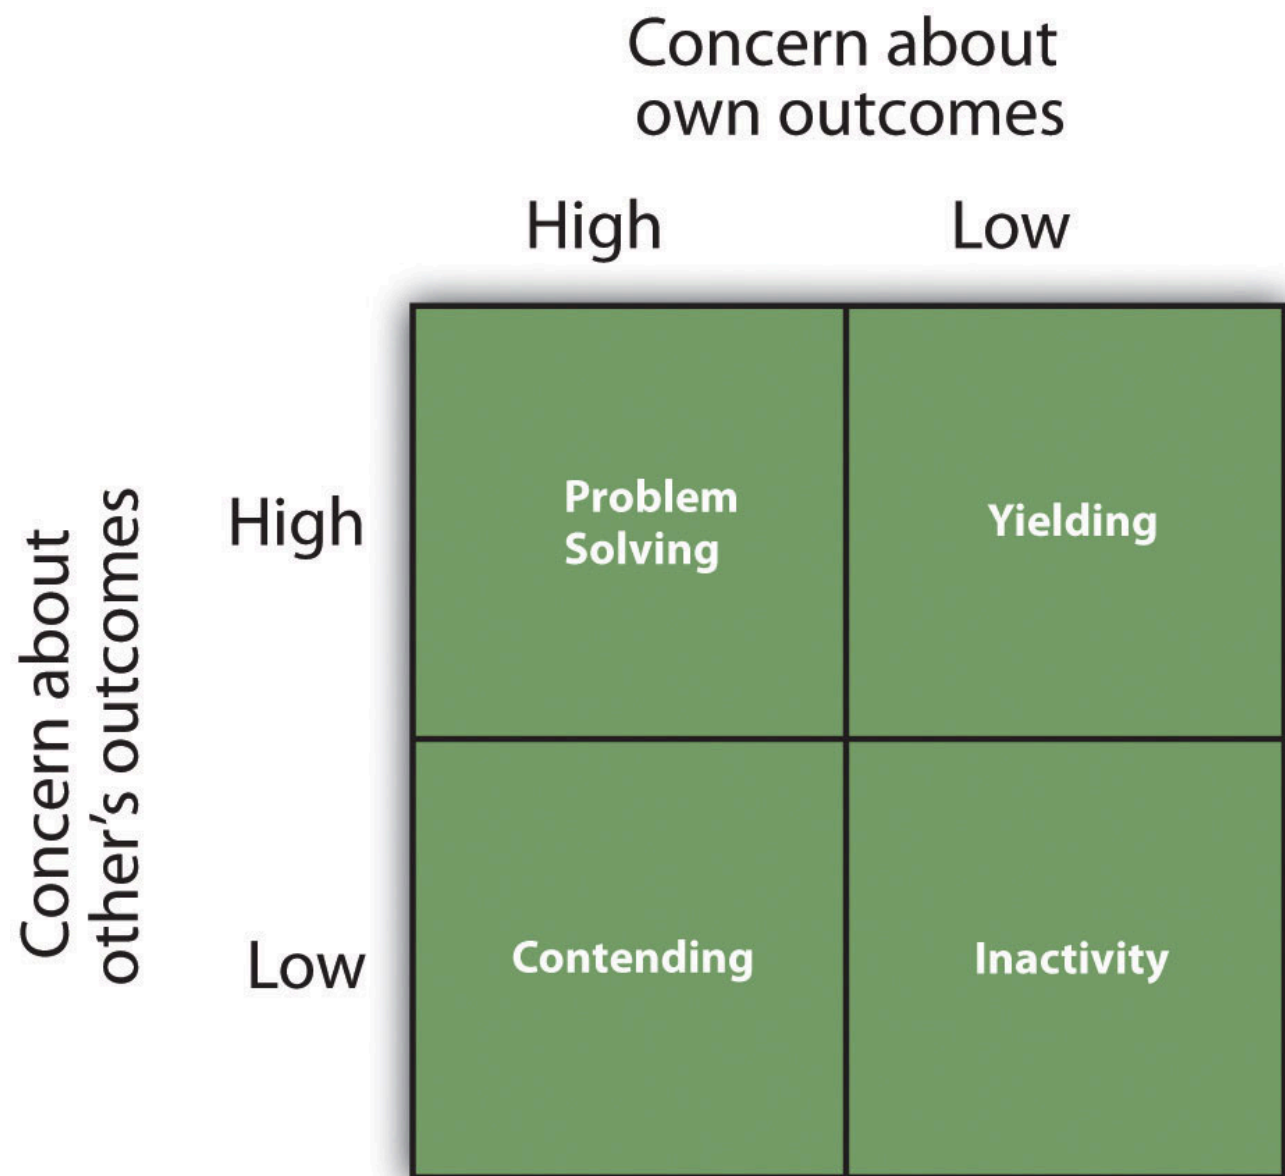 Concern about
own outcomes
High
Low
Concern about
other’s outcomes
High
Problem
Solving
Yielding
Low
Contending
Inactivity